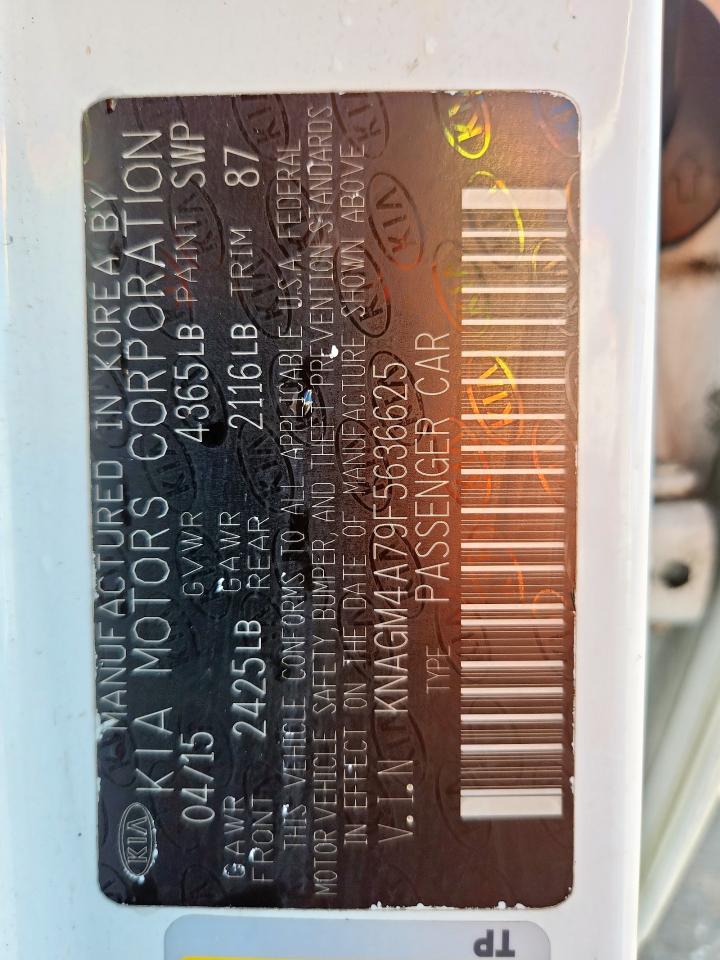 MANUFACTURED IN KOREA BY
KIA KIA MOTORS CORPORATION
04/15 GVWR 4365LB PAINT SWP
GAWR FRONT 2425LB GAWR REAR 2116LB TRIM 87
THIS VEHICLE CONFORMS TO ALL APPLICABLE U.S.A. FEDERAL
MOTOR VEHICLE SAFETY, BUMPER, AND THEFT PREVENTION STANDARDS
IN EFFECT ON THE DATE OF MANUFACTURE SHOWN ABOVE
V.I.N KNAGM4A79F5636625
TYPE PASSENGER CAR
TP